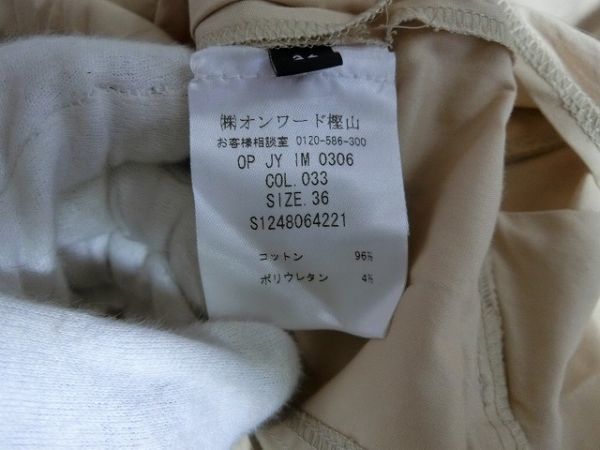 ㈱オンワード樫山
お客様相談室 0120-586-300
OP JY IM 0306
COL.033
SIZE.36
S1248064221
コットン 96%
ポリウレタン 4%